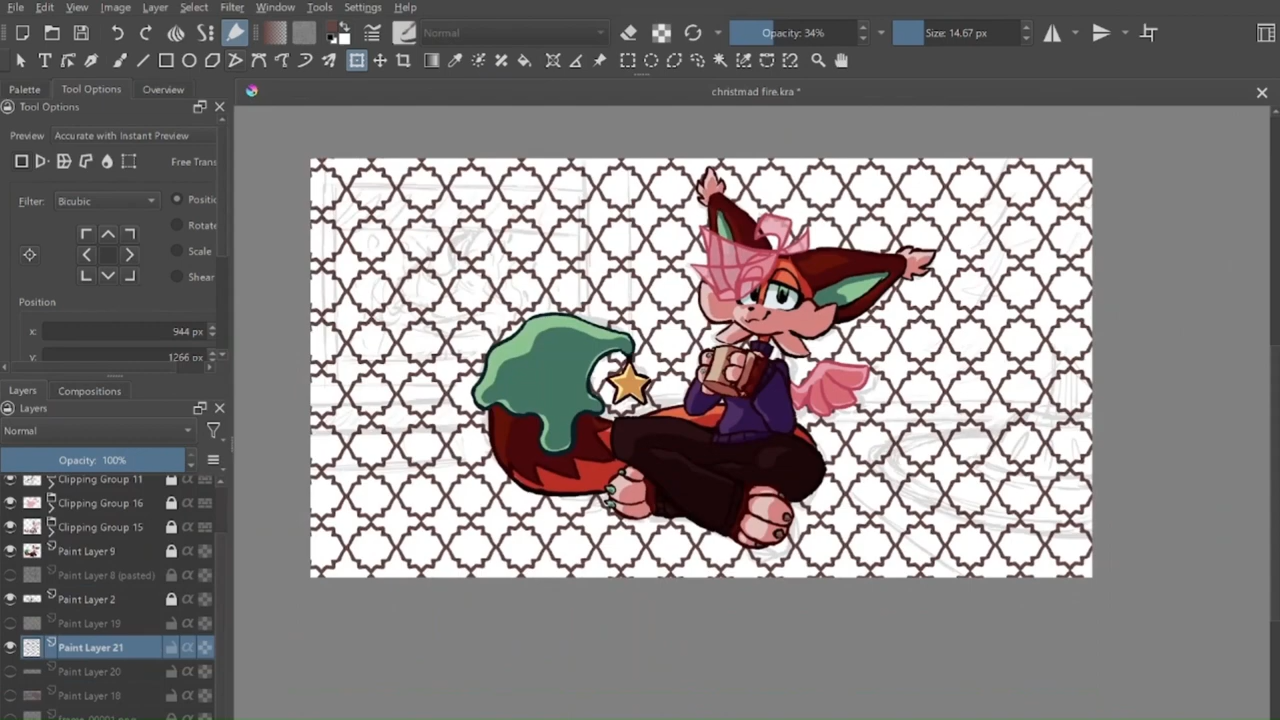 File Edit View Image Layer Select Filter Window Tools Settings Help
Normal Opacity: 34% Size: 14.67 px
Palette Tool Options Overview
christmad fire.kra *
Tool Options
Preview Accurate with Instant Preview
Free Trans
Filter: Bicubic Positic
Rotate
Scale
Shear
Position
x: 944 px
y: 1266 px
Layers Compositions
Layers
Normal
Opacity: 100%
Clipping Group 11
Clipping Group 16
Clipping Group 15
Paint Layer 9
Paint Layer 8 (pasted)
Paint Layer 2
Paint Layer 19
Paint Layer 21
Paint Layer 20
Paint Layer 18